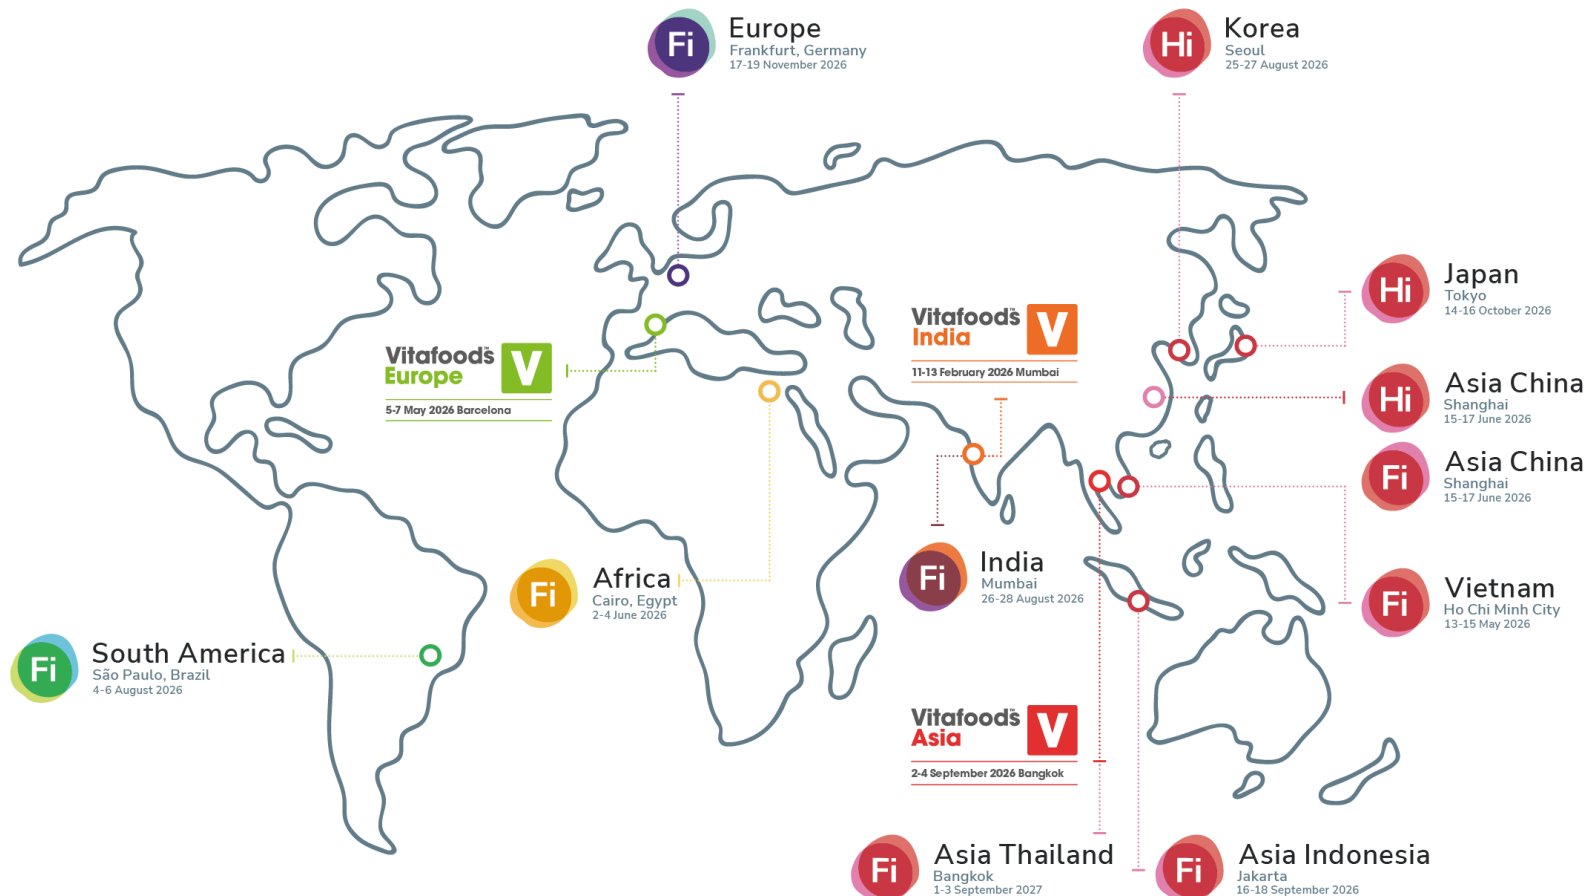 Fi
Europe
Frankfurt, Germany
17-19 November 2026
Hi
Korea
Seoul
25-27 August 2026
Hi
Japan
Tokyo
14-16 October 2026
Vitafoods™
India
V
11-13 February 2026 Mumbai
Vitafoods™
Europe
V
5-7 May 2026 Barcelona
Hi
Asia China
Shanghai
15-17 June 2026
Fi
Asia China
Shanghai
15-17 June 2026
Fi
India
Mumbai
26-28 August 2026
Fi
Africa
Cairo, Egypt
2-4 June 2026
Fi
Vietnam
Ho Chi Minh City
13-15 May 2026
Fi
South America
São Paulo, Brazil
4-6 August 2026
Vitafoods™
Asia
V
2-4 September 2026 Bangkok
Fi
Asia Thailand
Bangkok
1-3 September 2027
Fi
Asia Indonesia
Jakarta
16-18 September 2026